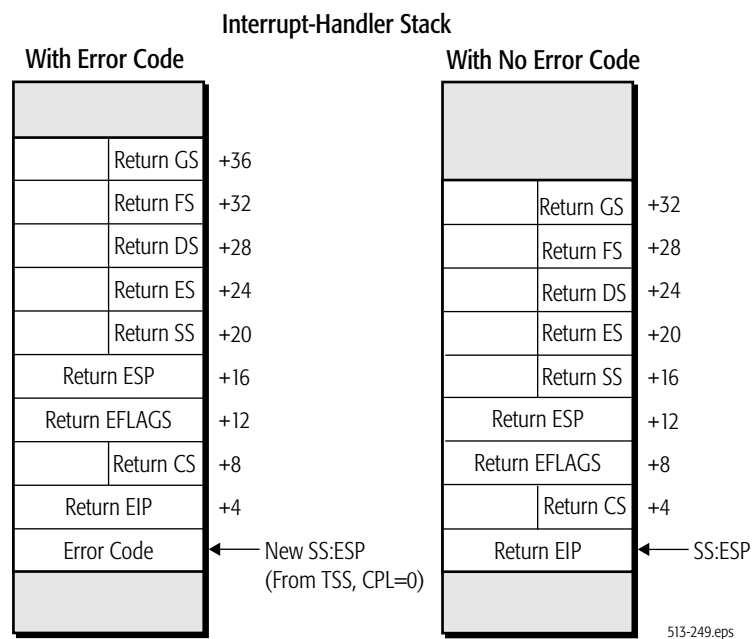 Interrupt-Handler Stack
With Error Code
Return GS +36
Return FS +32
Return DS +28
Return ES +24
Return SS +20
Return ESP +16
Return EFLAGS +12
Return CS +8
Return EIP +4
Error Code New SS:ESP
(From TSS, CPL=0)
With No Error Code
Return GS +32
Return FS +28
Return DS +24
Return ES +20
Return SS +16
Return ESP +12
Return EFLAGS +8
Return CS +4
Return EIP SS:ESP
513-249.eps